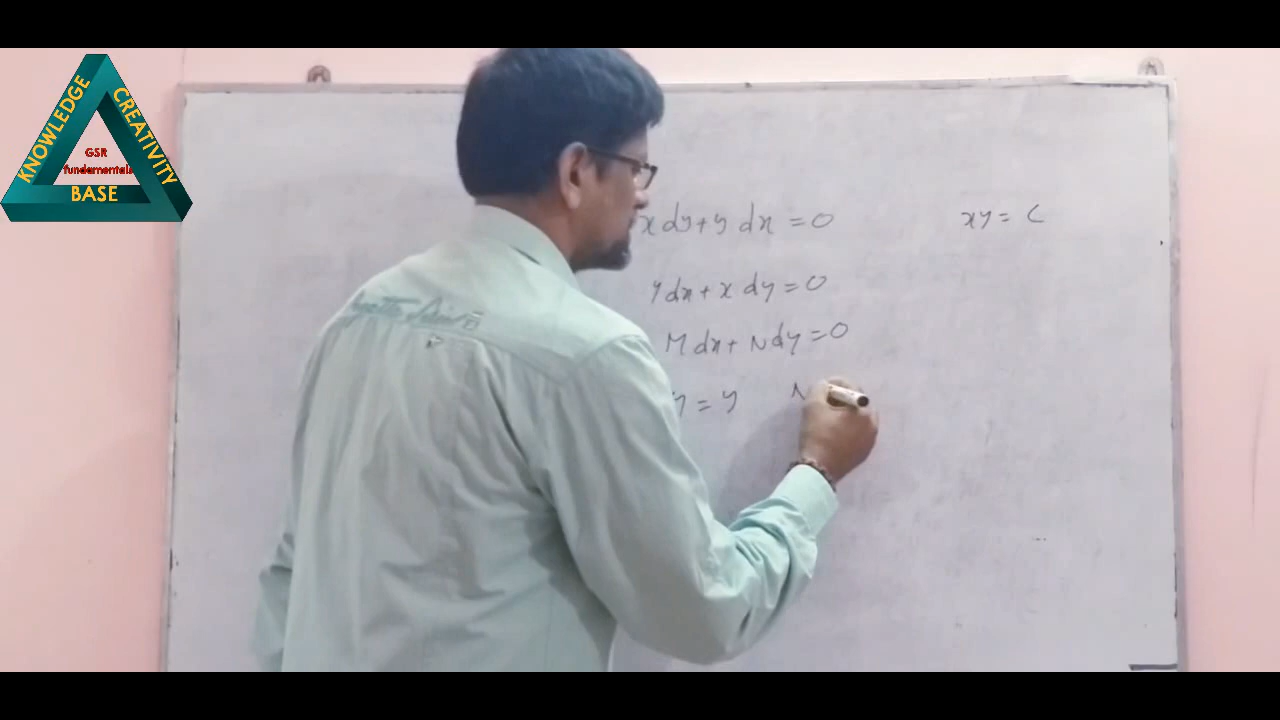 KNOWLEDGE
CREATIVITY
GSR
fundamentals
BASE
x dy + y dx = 0
xy = C
y dx + x dy = 0
M dx + N dy = 0
= y N